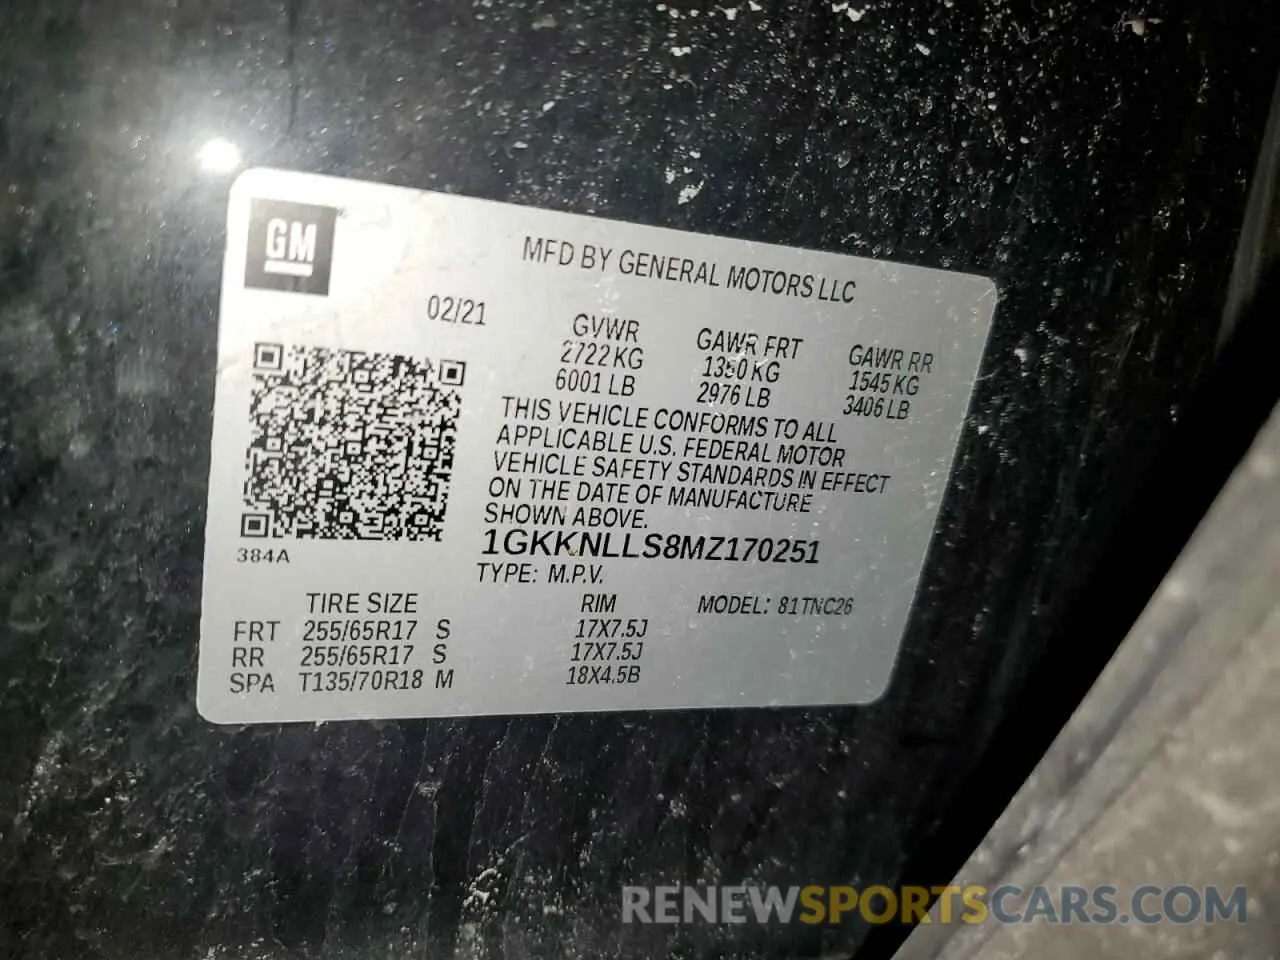 GM
MFD BY GENERAL MOTORS LLC
02/21
GVWR GAWR FRT GAWR RR
2722 KG 1350 KG 1545 KG
6001 LB 2976 LB 3406 LB
THIS VEHICLE CONFORMS TO ALL
APPLICABLE U.S. FEDERAL MOTOR
VEHICLE SAFETY STANDARDS IN EFFECT
ON THE DATE OF MANUFACTURE
SHOWN ABOVE.
384A
1GKKNLLS8MZ170251
TYPE: M.P.V.
TIRE SIZE RIM MODEL: 81TNC26
FRT 255/65R17 S 17X7.5J
RR 255/65R17 S 17X7.5J
SPA T135/70R18 M 18X4.5B
RENEWSPORTSCARS.COM